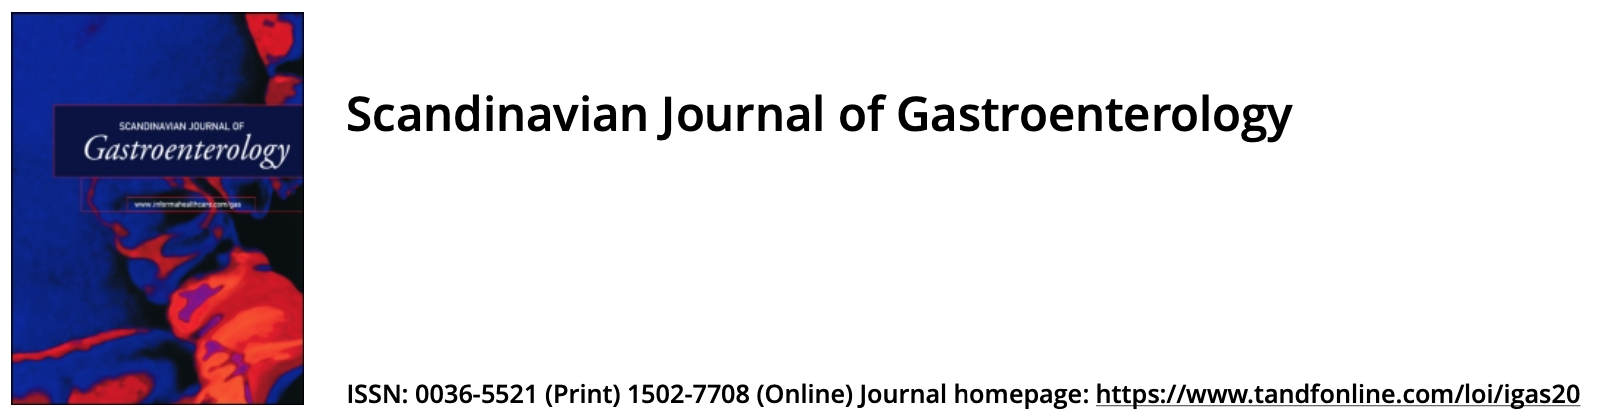 SCANDINAVIAN JOURNAL OF
Gastroenterology
www.informahealthcare.com/gas
Scandinavian Journal of Gastroenterology
ISSN: 0036-5521 (Print) 1502-7708 (Online) Journal homepage: https://www.tandfonline.com/loi/igas20